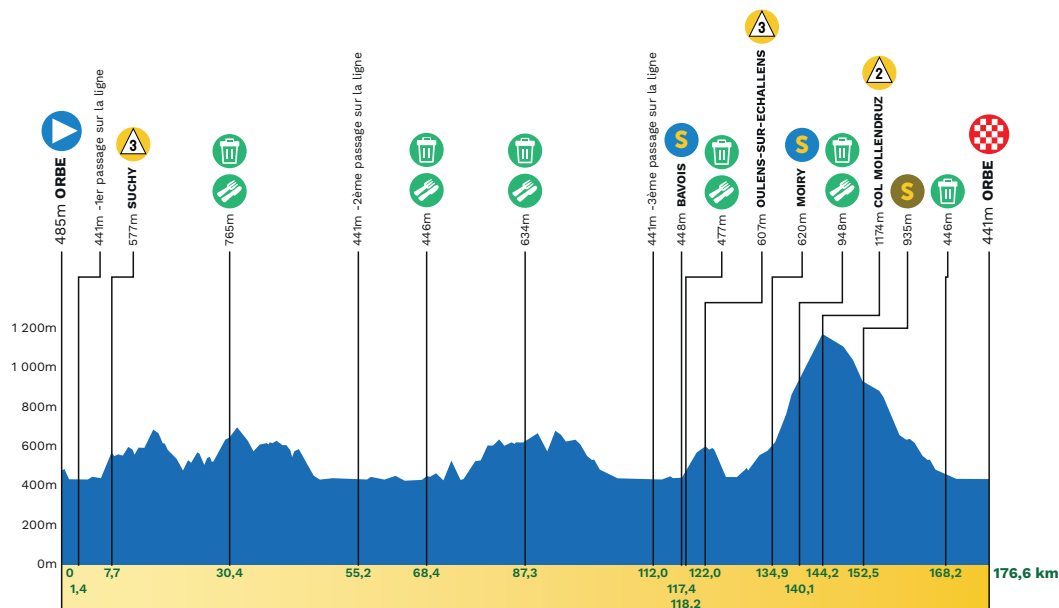 485m ORBE
441m -1er passage sur la ligne
3
577m SUCHY
765m
441m -2ème passage sur la ligne
446m
634m
441m -3ème passage sur la ligne
S
448m BAVOIS
477m
3
607m OULENS-SUR-ECHALLENS
S
620m MOIRY
948m
2
1174m COL MOLLENDRUZ
S
935m
446m
441m ORBE
1 200m
1 000m
800m
600m
400m
200m
0m
0
1,4
7,7
30,4
55,2
68,4
87,3
112,0
117,4
118.2
122,0
134,9
140,1
144,2
152,5
168,2
176,6 km